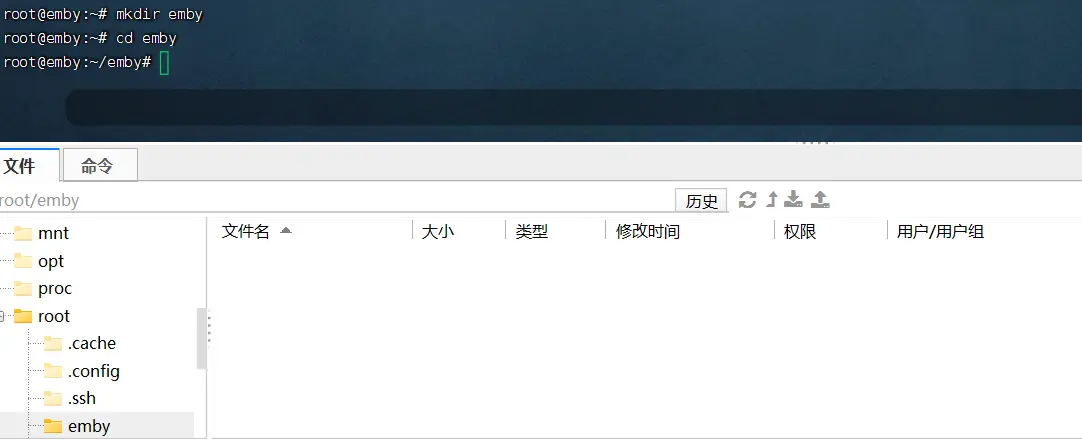 root@emby:~# mkdir emby
root@emby:~# cd emby
root@emby:~/emby#
文件 命令
root/emby 历史
文件名 大小 类型 修改时间 权限 用户/用户组
mnt
opt
proc
root
.cache
.config
.ssh
emby